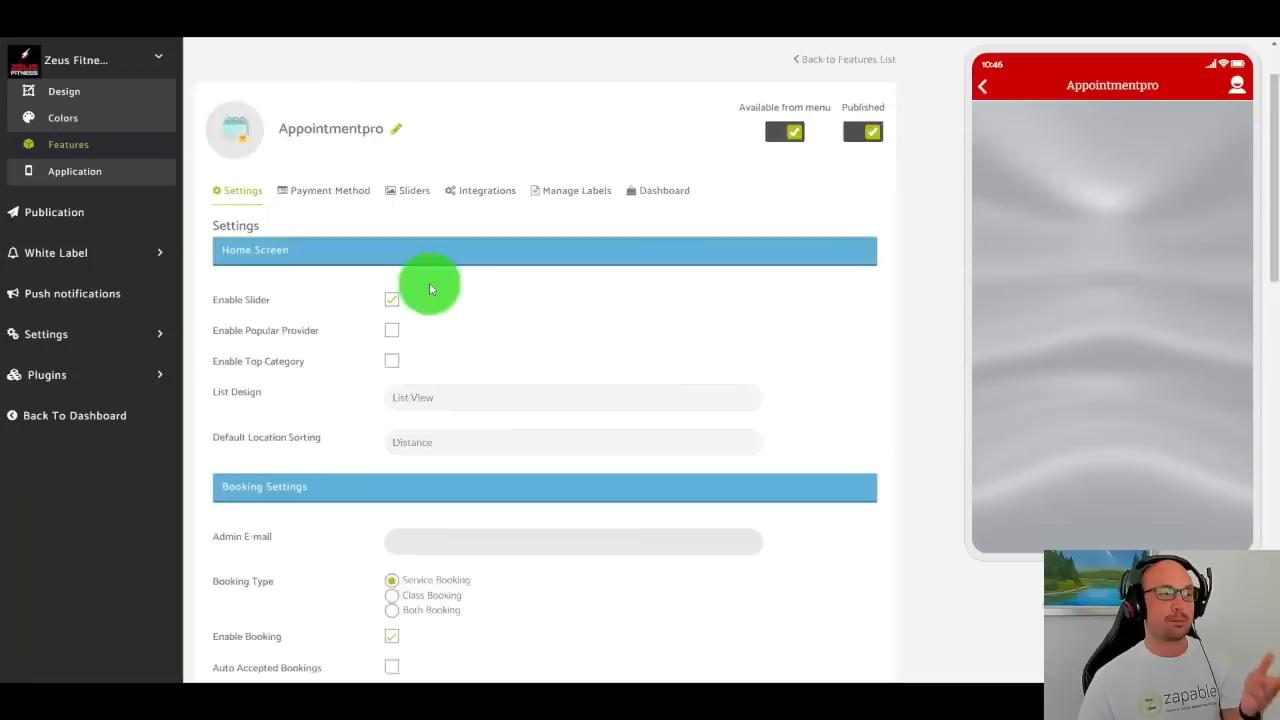 Zeus Fitne...
ZEUS
FITNESS
Design
Colors
Features
Application
Publication
White Label
Push notifications
Settings
Plugins
Back To Dashboard
Back to Features List
Appointmentpro
Available from menu
Published
Settings
Payment Method
Sliders
Integrations
Manage Labels
Dashboard
Settings
Home Screen
Enable Slider
Enable Popular Provider
Enable Top Category
List Design
List View
Default Location Sorting
Distance
Booking Settings
Admin E-mail
Booking Type
Service Booking
Class Booking
Both Booking
Enable Booking
Auto Accepted Bookings
10:46
Appointmentpro
zapable